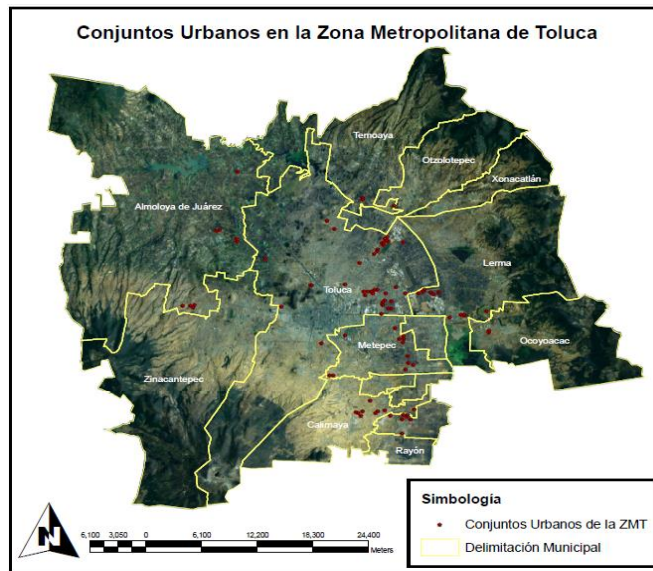 Conjuntos Urbanos en la Zona Metropolitana de Toluca
Temoaya
Otzolotepec
Xonacatlán
Almoloya de Juárez
Lerma
Toluca
Ocoyoacac
Metepec
Zinacantepec
Calimaya
Rayón
N
6,100 3,050 0 6,100 12,200 18,300 24,400
Meters
Simbología
Conjuntos Urbanos de la ZMT
Delimitación Municipal